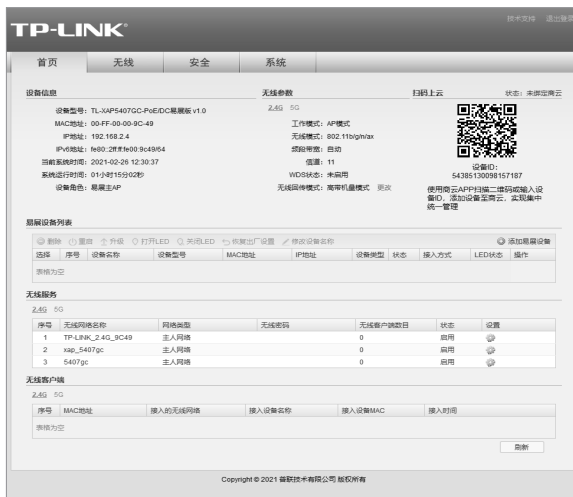 技术支持 退出登录
TP-LINK®
首页 无线 安全 系统
设备信息
设备型号: TL-XAP5407GC-PoE/DC易展版 v1.0
MAC地址: 00-FF-00-00-9C-49
IP地址: 192.168.2.4
IPv6地址: fe80::2ff:ff:fe00:9c49/64
当前系统时间: 2021-02-26 12:30:37
系统运行时间: 01小时15分02秒
设备角色: 易展主AP
无线参数
2.4G 5G
工作模式: AP模式
无线模式: 802.11b/g/n/ax
频段带宽: 自动
信道: 11
WDS状态: 未启用
无线回传模式: 高带机量模式 更改
扫码上云 状态: 未绑定商云
设备ID:
54385130098157187
使用商云APP扫描二维码或输入设
备ID，添加设备至商云，实现集中
统一管理
易展设备列表
删除 重启 升级 打开LED 关闭LED 恢复出厂设置 修改设备名称 添加易展设备
选择 序号 设备名称 设备型号 MAC地址 IP地址 设备类型 状态 接入方式 LED状态 操作
表格为空
无线服务
2.4G 5G
序号 无线网络名称 网络类型 无线密码 无线客户端数目 状态 设置
1 TP-LINK_2.4G_9C49 主人网络 0 启用
2 xap_5407gc 主人网络 0 启用
3 5407gc 主人网络 0 启用
无线客户端
2.4G 5G
序号 MAC地址 接入的无线网络 接入设备名称 接入设备MAC 接入时间
表格为空
刷新
Copyright © 2021 普联技术有限公司 版权所有